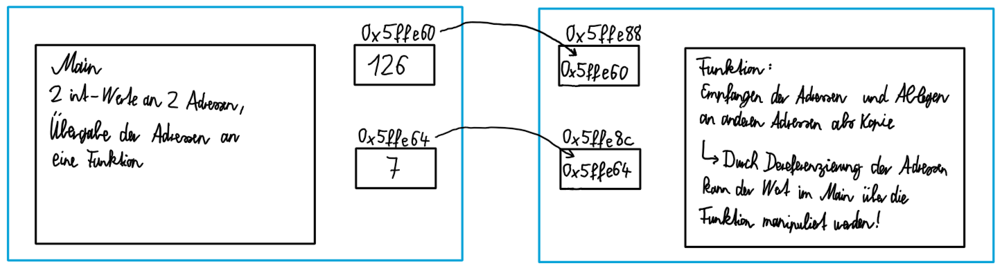 Main
2 int-Werte an 2 Adressen,
Übergabe der Adressen an
eine Funktion
0x5ffe60
126
0x5ffe64
7
0x5ffe88
0x5ffe60
0x5ffe8c
0x5ffe64
Funktion:
Empfangen der Adressen und Ablegen
an anderen Adressen als Kopie
↳ Durch Dereferenzierung der Adressen
kann der Wert im Main über die
Funktion manipuliert werden!